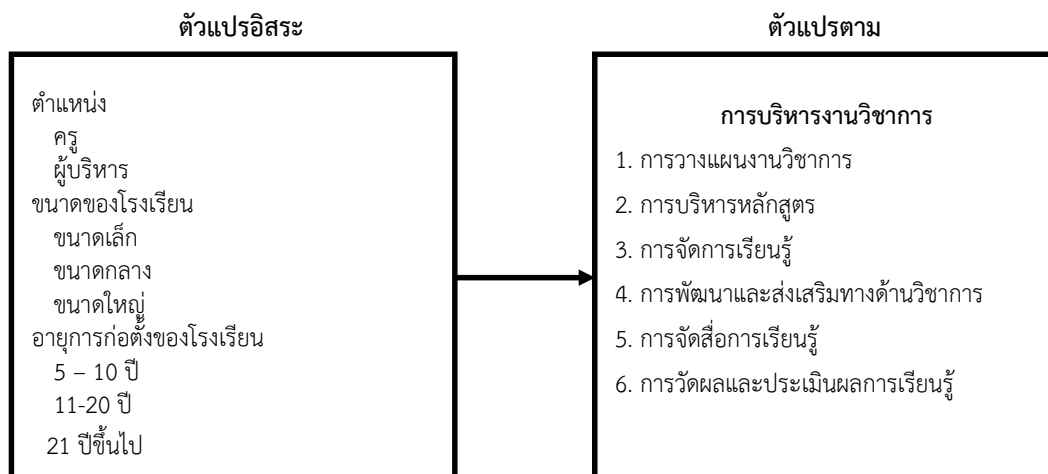 ตัวแปรอิสระ
ตำแหน่ง
ครู
ผู้บริหาร
ขนาดของโรงเรียน
ขนาดเล็ก
ขนาดกลาง
ขนาดใหญ่
อายุการก่อตั้งของโรงเรียน
5 – 10 ปี
11-20 ปี
21 ปีขึ้นไป
ตัวแปรตาม
การบริหารงานวิชาการ
1. การวางแผนงานวิชาการ
2. การบริหารหลักสูตร
3. การจัดการเรียนรู้
4. การพัฒนาและส่งเสริมทางด้านวิชาการ
5. การจัดสื่อการเรียนรู้
6. การวัดผลและประเมินผลการเรียนรู้